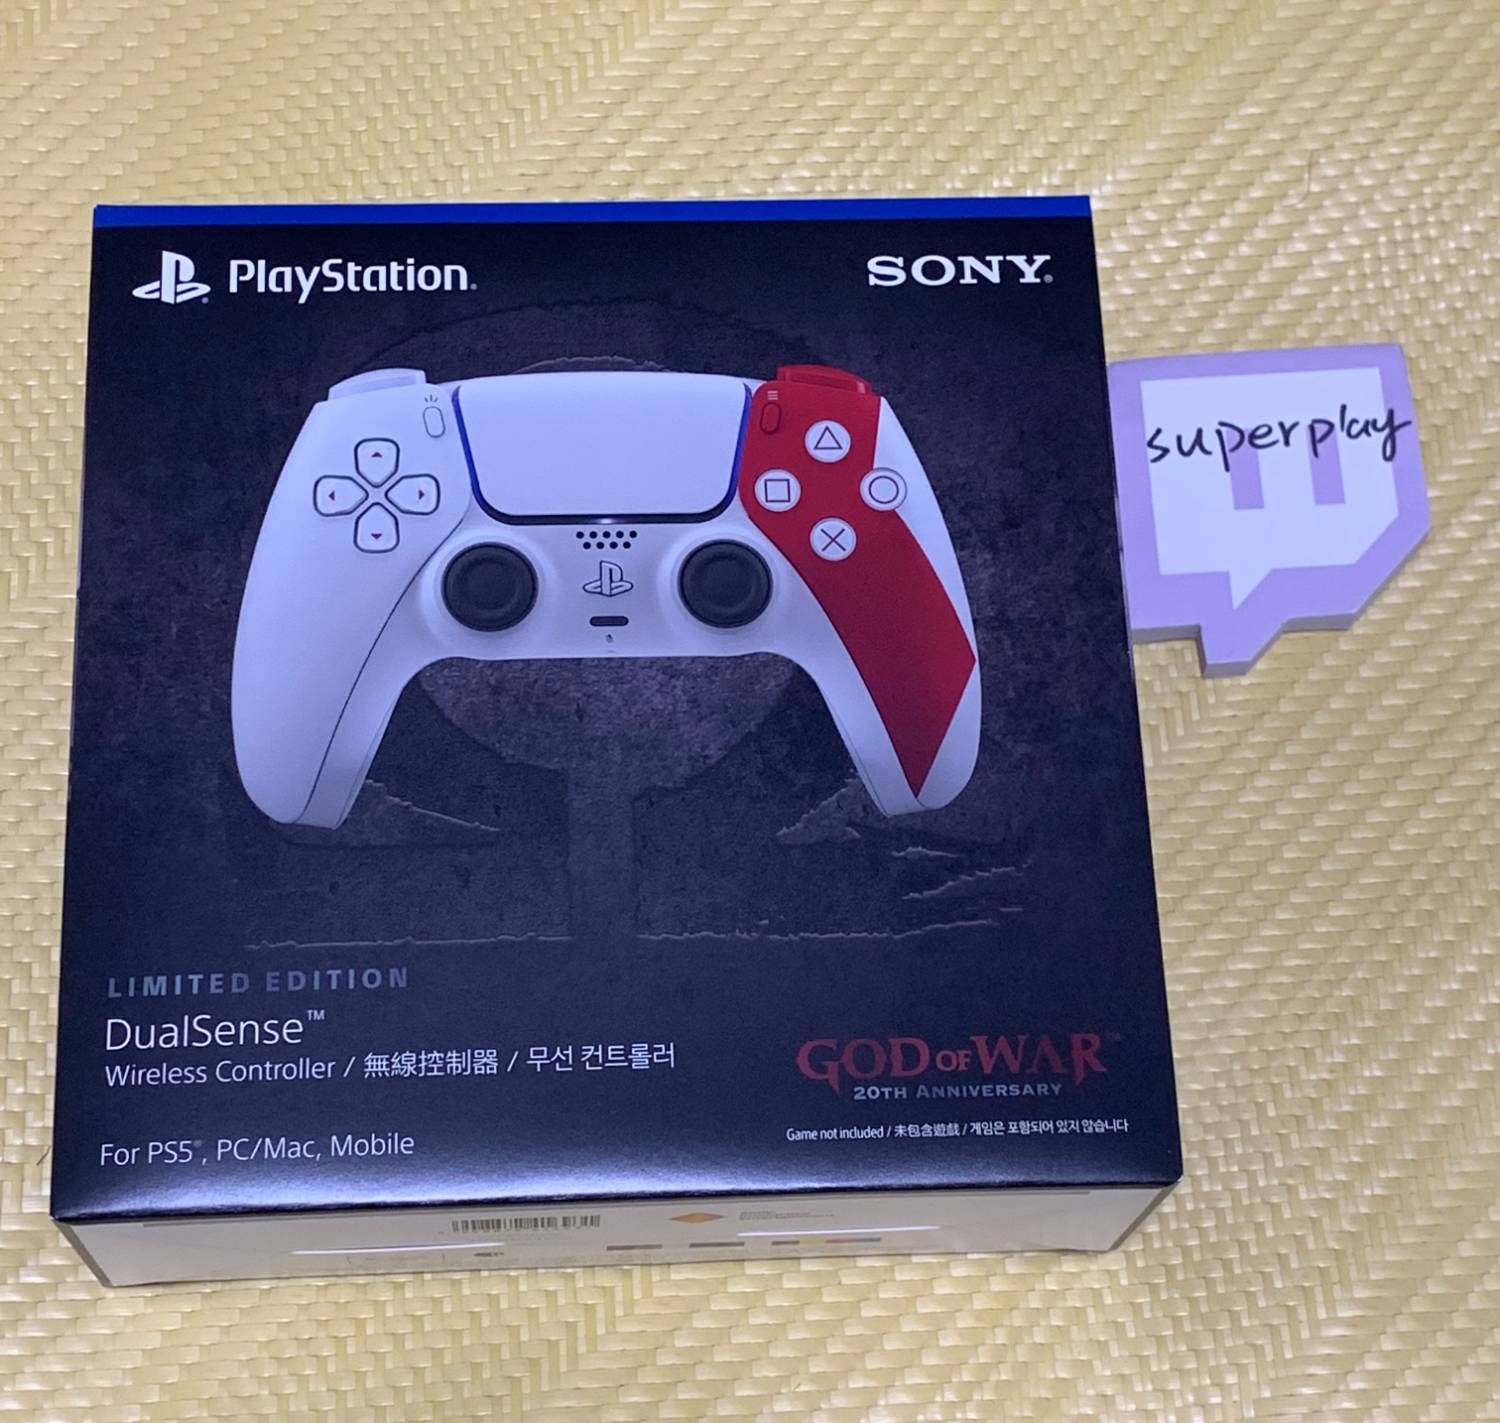 PlayStation®
SONY®
superplay
LIMITED EDITION
DualSense™
Wireless Controller / 無線控制器 / 무선 컨트롤러
GOD OF WAR™
20TH ANNIVERSARY
Game not included / 未包含遊戲 / 게임은 포함되어 있지 않습니다
For PS5®, PC/Mac, Mobile